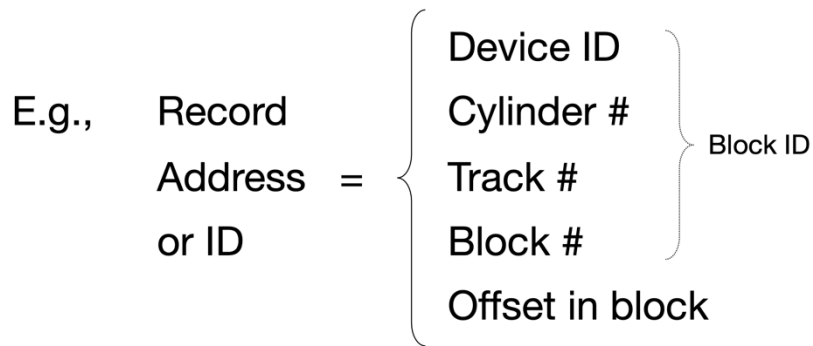 Device ID
E.g., Record Cylinder #
Address = Track #
or ID Block #
Offset in block
Block ID